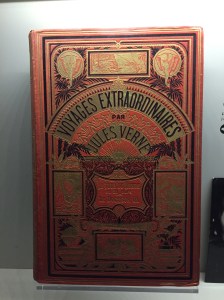 VOYAGES EXTRAORDINAIRES
PAR
JULES VERNE